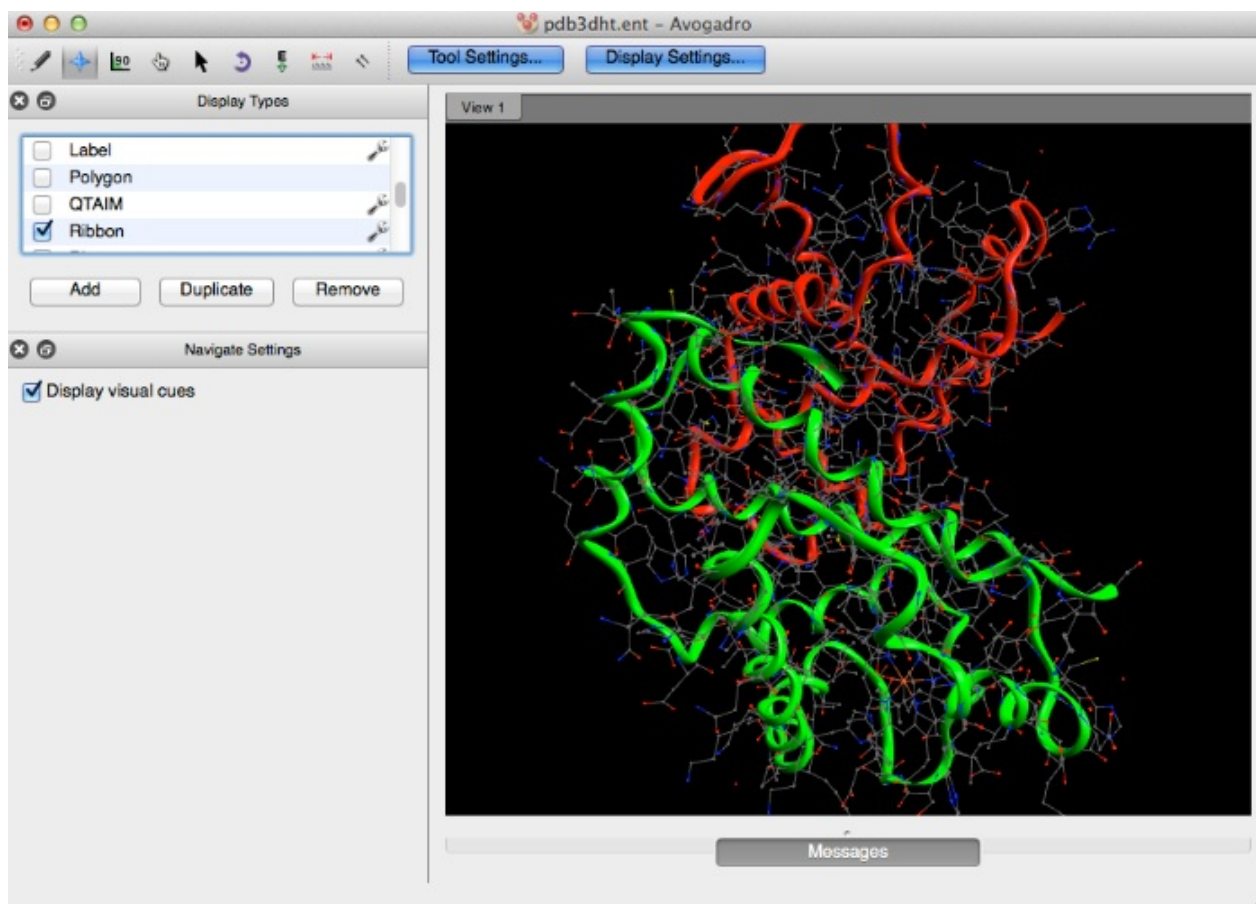 pdb3dht.ent – Avogadro
90
E
Tool Settings...
Display Settings...
Display Types
View 1
Label
Polygon
QTAIM
Ribbon
Add
Duplicate
Remove
Navigate Settings
Display visual cues
Messages